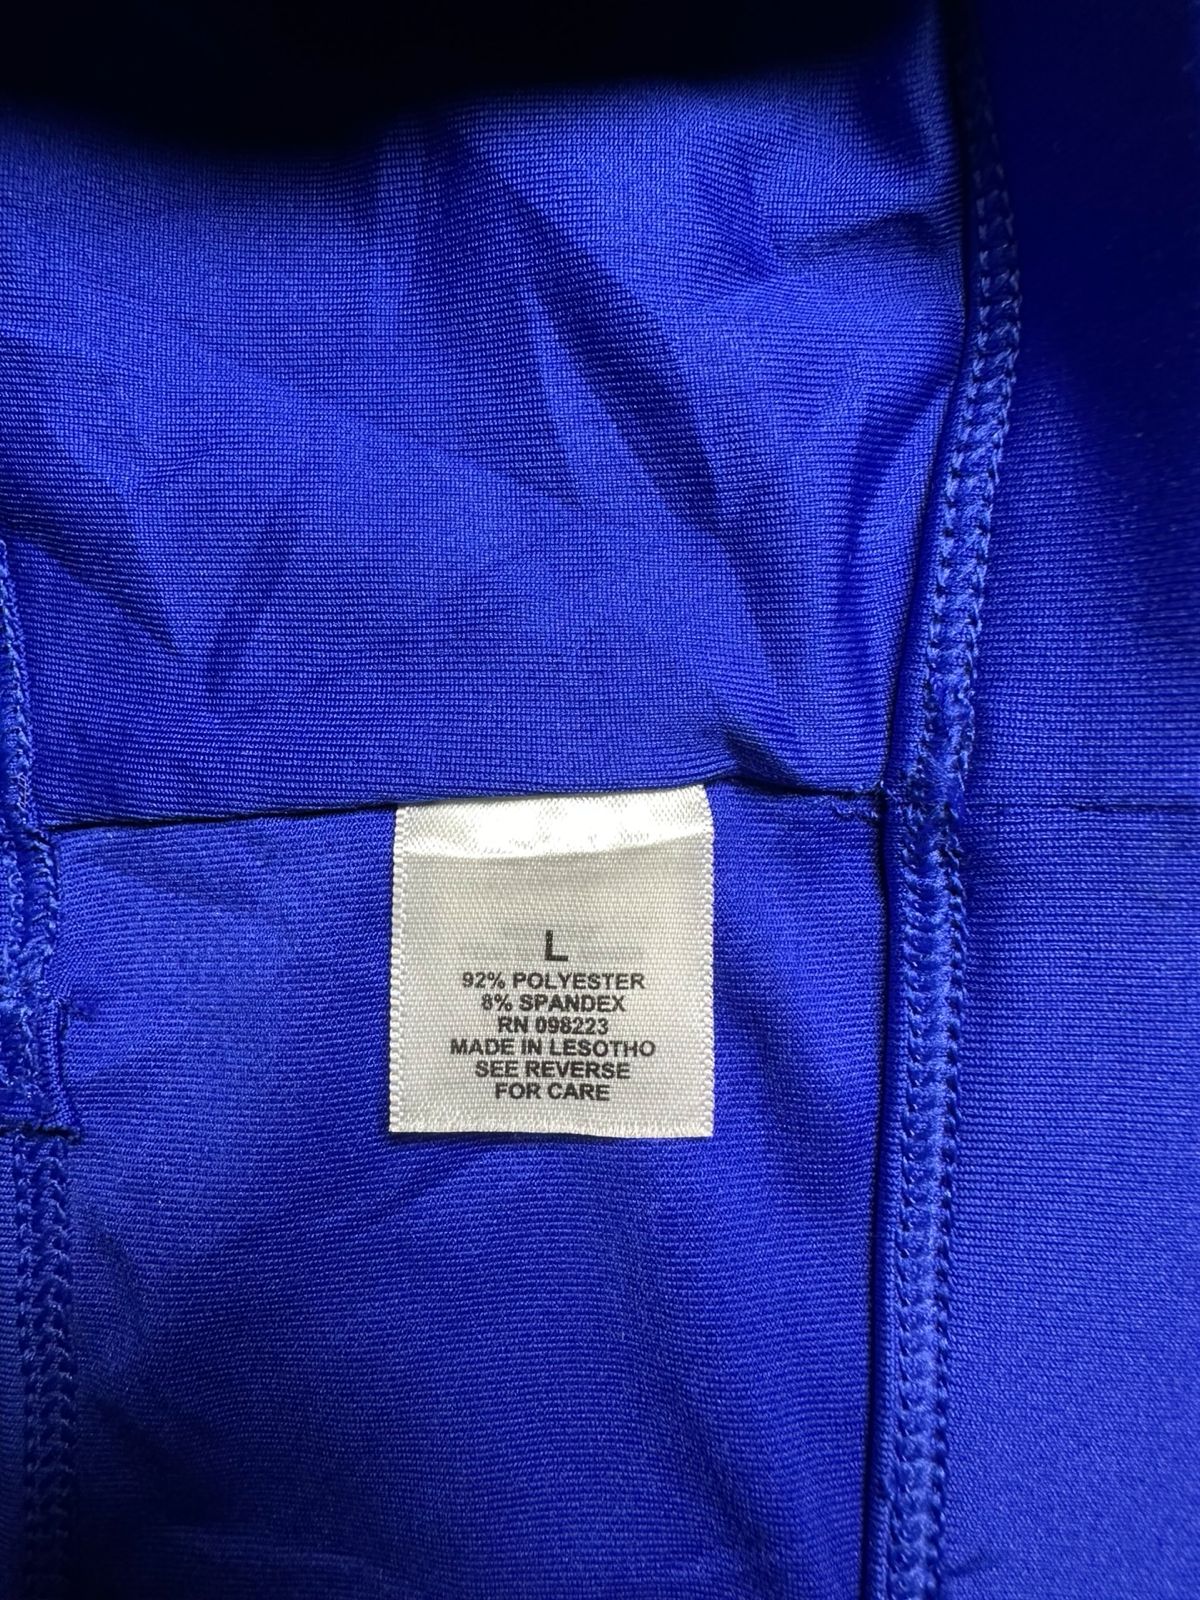 L
92% POLYESTER
8% SPANDEX
RN 098223
MADE IN LESOTHO
SEE REVERSE
FOR CARE